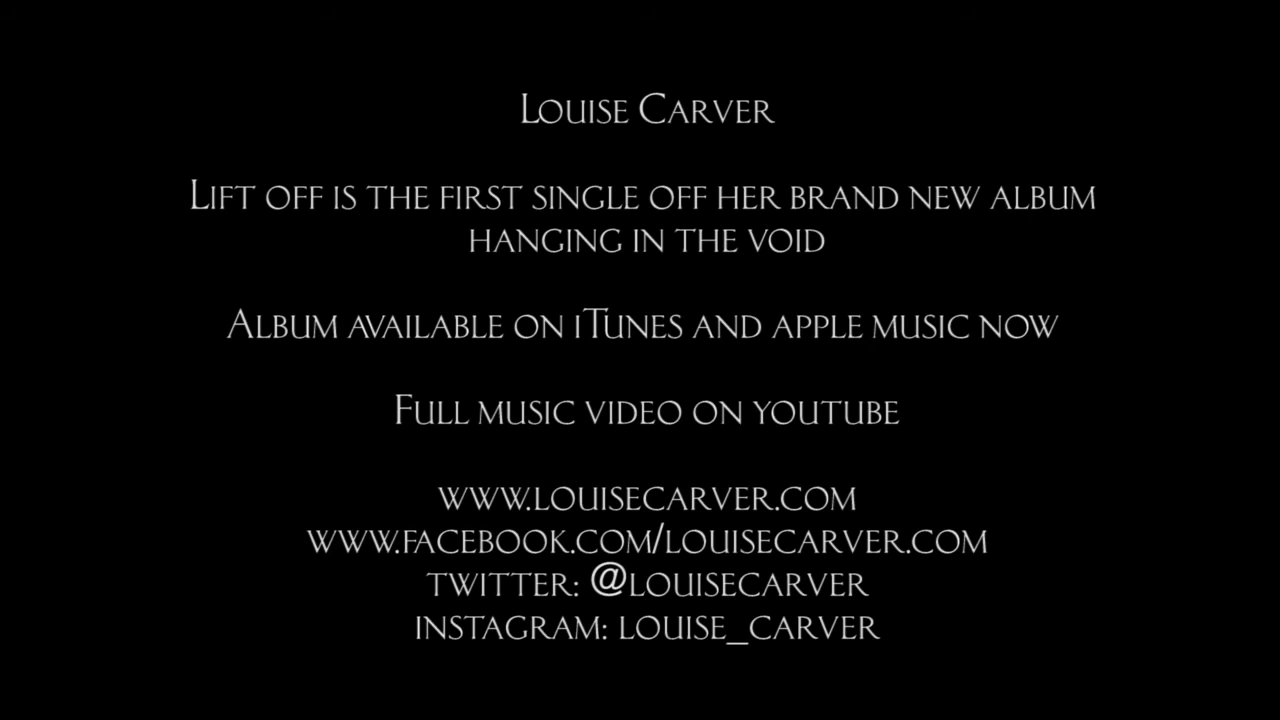 Louise Carver
Lift off is the first single off her brand new album
hanging in the void
Album available on iTunes and apple music now
Full music video on youtube
www.louisecarver.com
www.facebook.com/louisecarver.com
twitter: @louisecarver
instagram: louise_carver